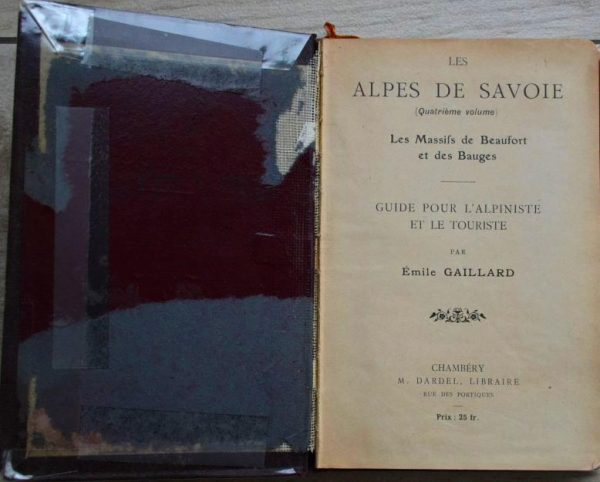 LES
ALPES DE SAVOIE
(Quatrième volume)
Les Massifs de Beaufort
et des Bauges
GUIDE POUR L'ALPINISTE
ET LE TOURISTE
PAR
Émile GAILLARD
CHAMBÉRY
M. DARDEL, LIBRAIRE
RUE DES PORTIQUES
Prix : 25 fr.